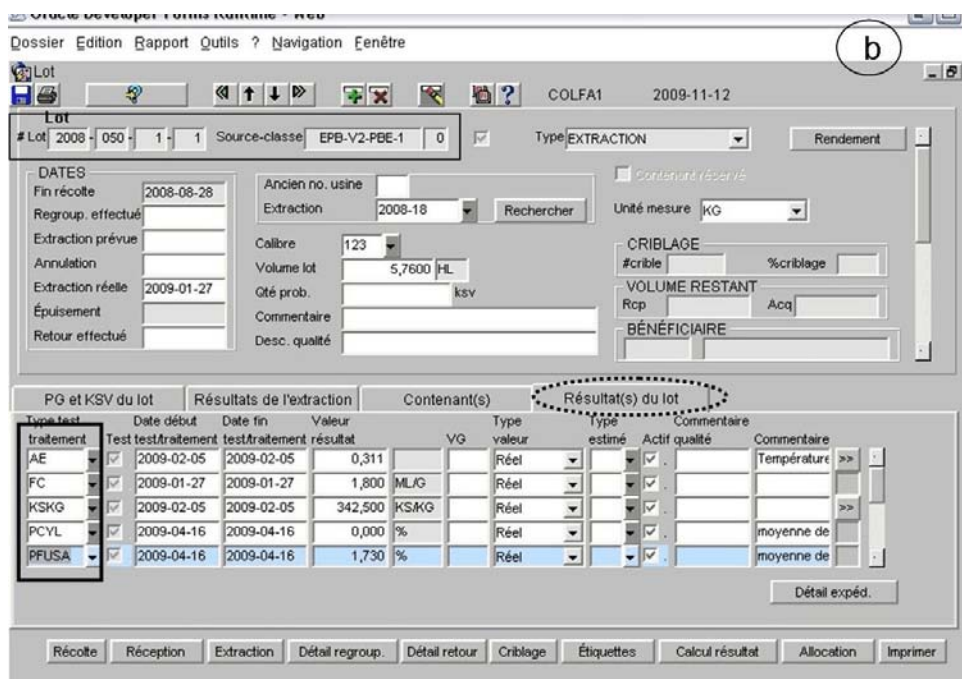 Oracle Developer Forms Runtime - Web
Dossier Edition Rapport Outils ? Navigation Fenêtre
b
Lot
COLFA1 2009-11-12
Lot
# Lot 2008 - 050 - 1 - 1 Source-classe EPB-V2-PBE-1 0 Type EXTRACTION Rendement
DATES
Fin récolte 2008-08-28
Regroup. effectué
Extraction prévue
Annulation
Extraction réelle 2009-01-27
Épuisement
Retour effectué
Ancien no. usine
Extraction 2008-18 Rechercher
Calibre 123
Volume lot 5,7600 HL
Qté prob. ksv
Commentaire
Desc. qualité
Contenant réservé
Unité mesure KG
CRIBLAGE
#crible %criblage
VOLUME RESTANT
Rcp Acq
BÉNÉFICIAIRE
PG et KSV du lot Résultats de l'extraction Contenant(s) Résultat(s) du lot
Type test Date début Date fin Valeur Type Type Commentaire
traitement Test test/traitement test/traitement résultat VG valeur estimé Actif qualité Commentaire
AE 2009-02-05 2009-02-05 0,311 Réel . Température >>
FC 2009-01-27 2009-01-27 1,800 ML/G Réel .
KSKG 2009-02-05 2009-02-05 342,500 KS/KG Réel . >>
PCYL 2009-04-16 2009-04-16 0,000 % Réel . moyenne de
PFUSA 2009-04-16 2009-04-16 1,730 % Réel . moyenne de
Détail expéd.
Récolte Réception Extraction Détail regroup. Détail retour Criblage Étiquettes Calcul résultat Allocation Imprimer